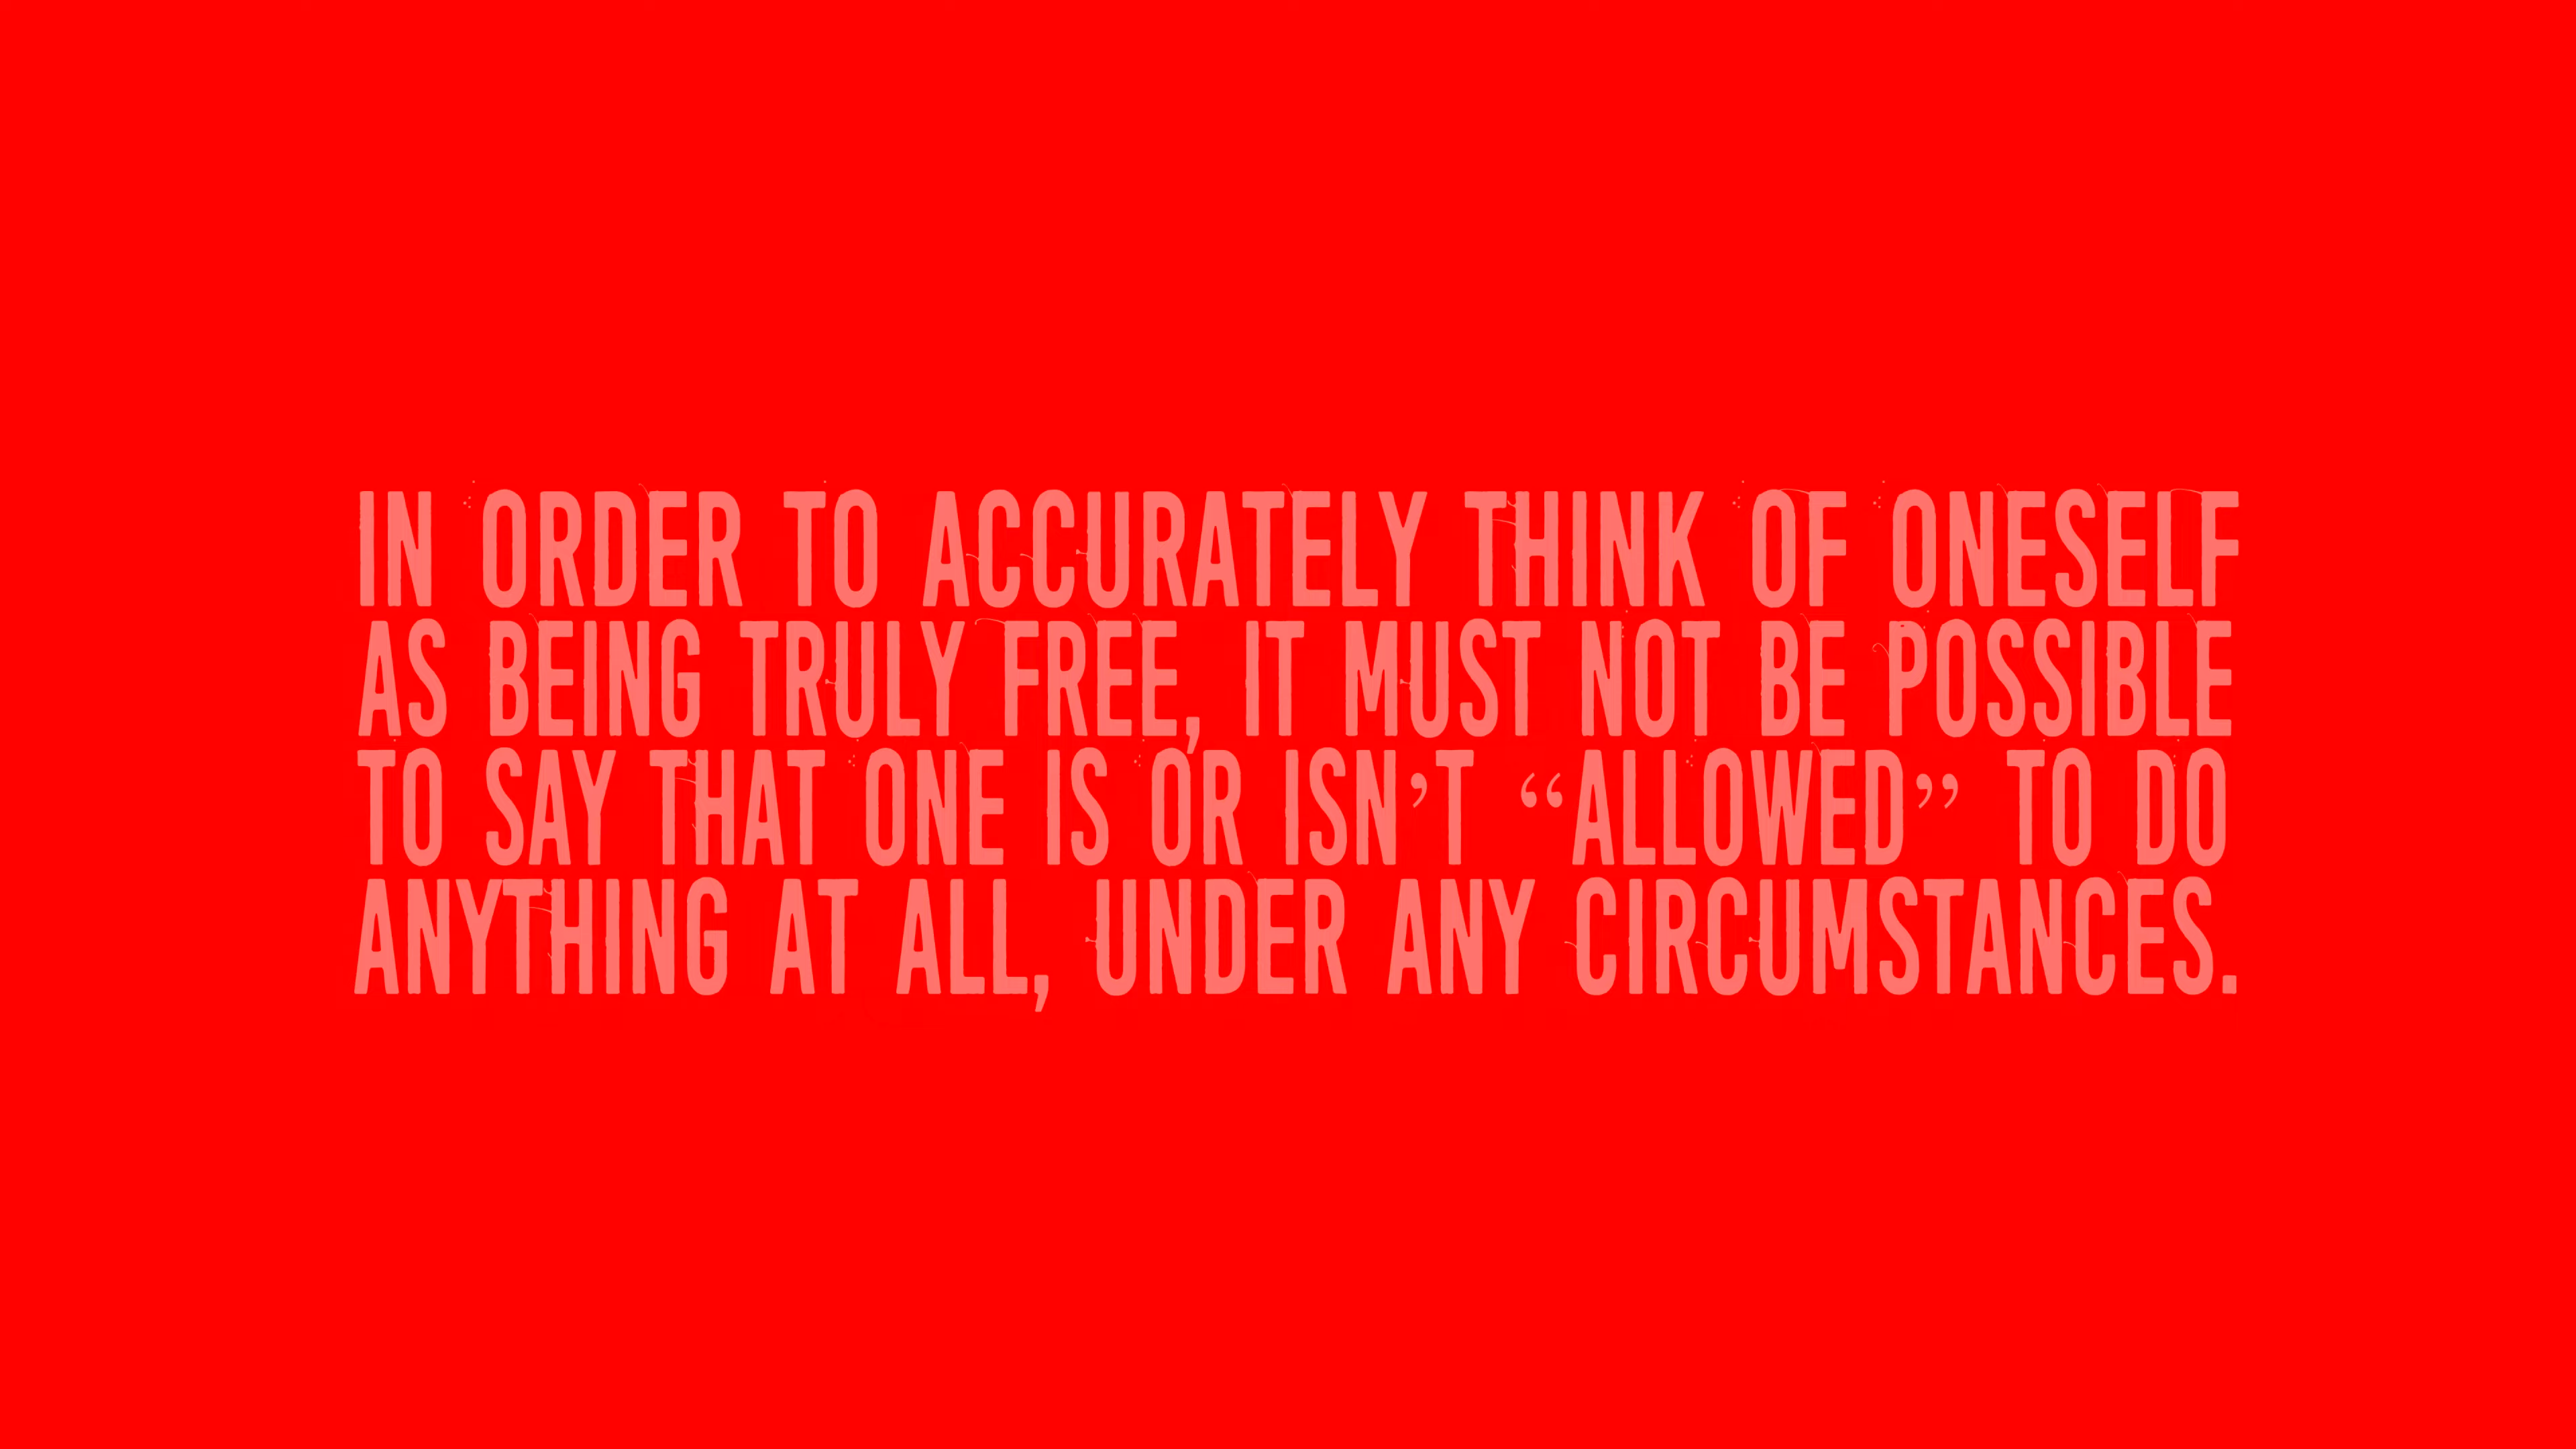 IN ORDER TO ACCURATELY THINK OF ONESELF
AS BEING TRULY FREE, IT MUST NOT BE POSSIBLE
TO SAY THAT ONE IS OR ISN’T “ALLOWED” TO DO
ANYTHING AT ALL, UNDER ANY CIRCUMSTANCES.